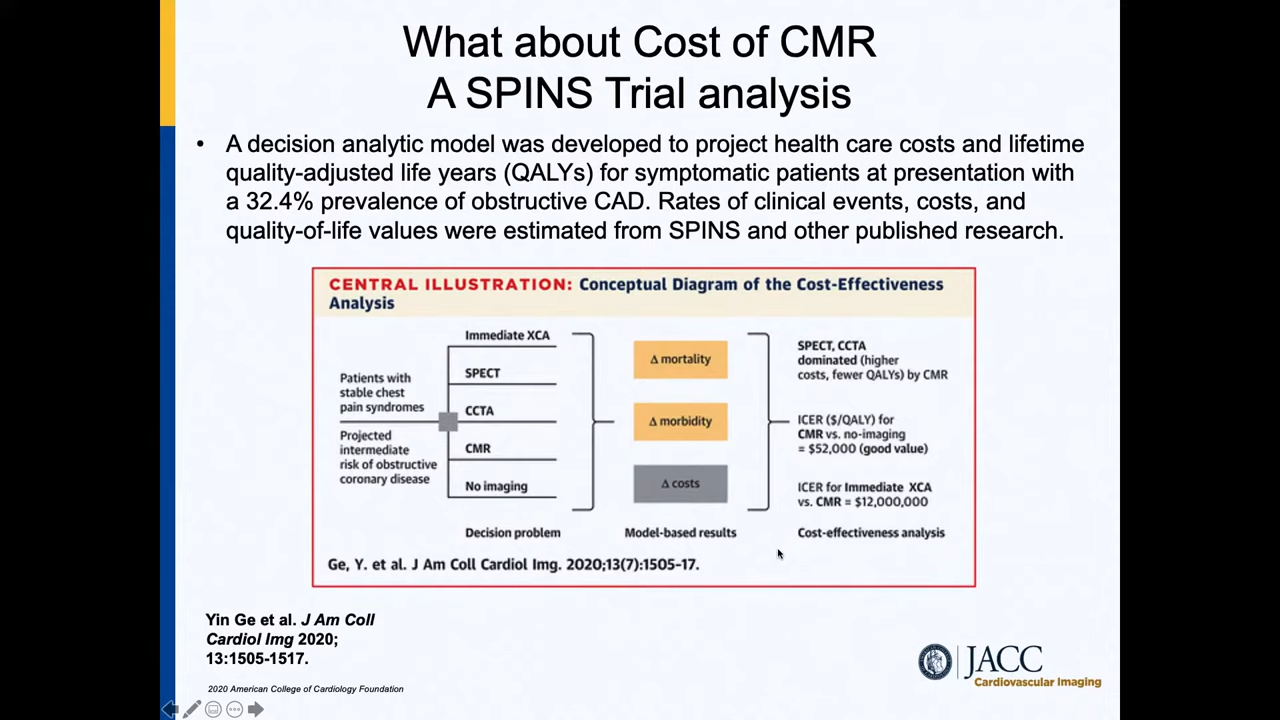 What about Cost of CMR
A SPINS Trial analysis
• A decision analytic model was developed to project health care costs and lifetime
quality-adjusted life years (QALYs) for symptomatic patients at presentation with
a 32.4% prevalence of obstructive CAD. Rates of clinical events, costs, and
quality-of-life values were estimated from SPINS and other published research.
CENTRAL ILLUSTRATION: Conceptual Diagram of the Cost-Effectiveness
Analysis
Patients with
stable chest
pain syndromes
Projected
intermediate
risk of obstructive
coronary disease
Immediate XCA
SPECT
CCTA
CMR
No imaging
Decision problem
Δ mortality
Δ morbidity
Δ costs
Model-based results
SPECT, CCTA
dominated (higher
costs, fewer QALYs) by CMR
ICER ($/QALY) for
CMR vs. no-imaging
= $52,000 (good value)
ICER for Immediate XCA
vs. CMR = $12,000,000
Cost-effectiveness analysis
Ge, Y. et al. J Am Coll Cardiol Img. 2020;13(7):1505-17.
Yin Ge et al. J Am Coll
Cardiol Img 2020;
13:1505-1517.
2020 American College of Cardiology Foundation
JACC
Cardiovascular Imaging